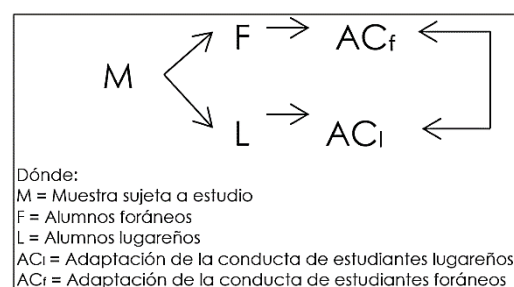 F ACf
M
L ACl
Dónde:
M = Muestra sujeta a estudio
F = Alumnos foráneos
L = Alumnos lugareños
ACl = Adaptación de la conducta de estudiantes lugareños
ACf = Adaptación de la conducta de estudiantes foráneos